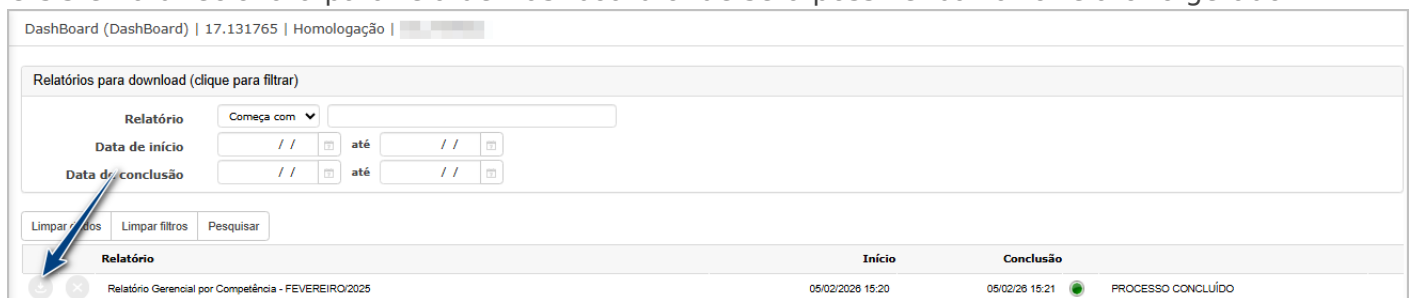 DashBoard (DashBoard) | 17.131765 | Homologação |
Relatórios para download (clique para filtrar)
Relatório Começa com
Data de início / / até / /
Data de conclusão / / até / /
Limpar dados Limpar filtros Pesquisar
Relatório Início Conclusão
Relatório Gerencial por Competência - FEVEREIRO/2025 05/02/2026 15:20 05/02/26 15:21 PROCESSO CONCLUÍDO